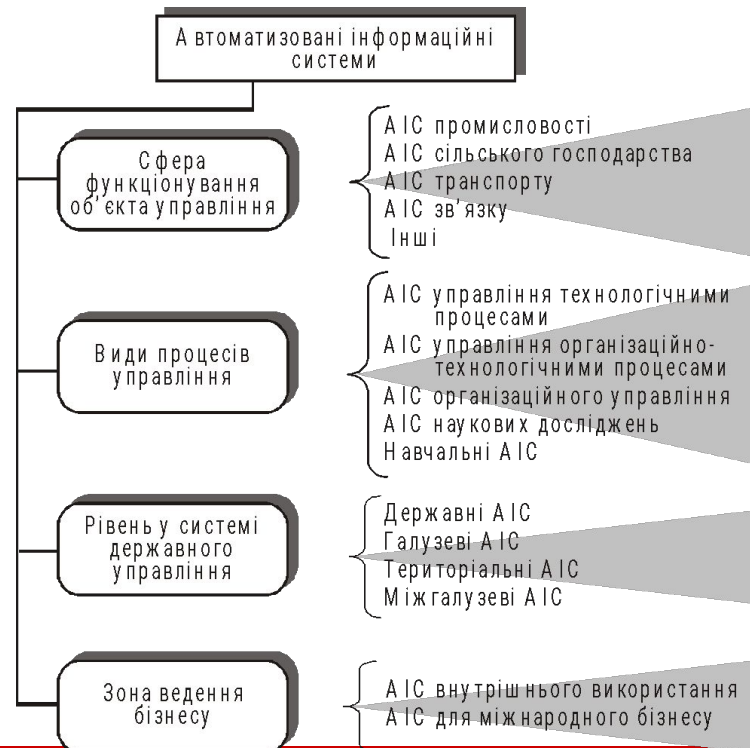 Автоматизовані інформаційні
системи
Сфера
функціонування
об'єкта управління
АІС промисловості
АІС сільського господарства
АІС транспорту
АІС зв'язку
Інші
Види процесів
управління
АІС управління технологічними
процесами
АІС управління організаційно-
технологічними процесами
АІС організаційного управління
АІС наукових досліджень
Навчальні АІС
Рівень у системі
державного
управління
Державні АІС
Галузеві АІС
Територіальні АІС
Міжгалузеві АІС
Зона ведення
бізнесу
АІС внутрішнього використання
АІС для міжнародного бізнесу